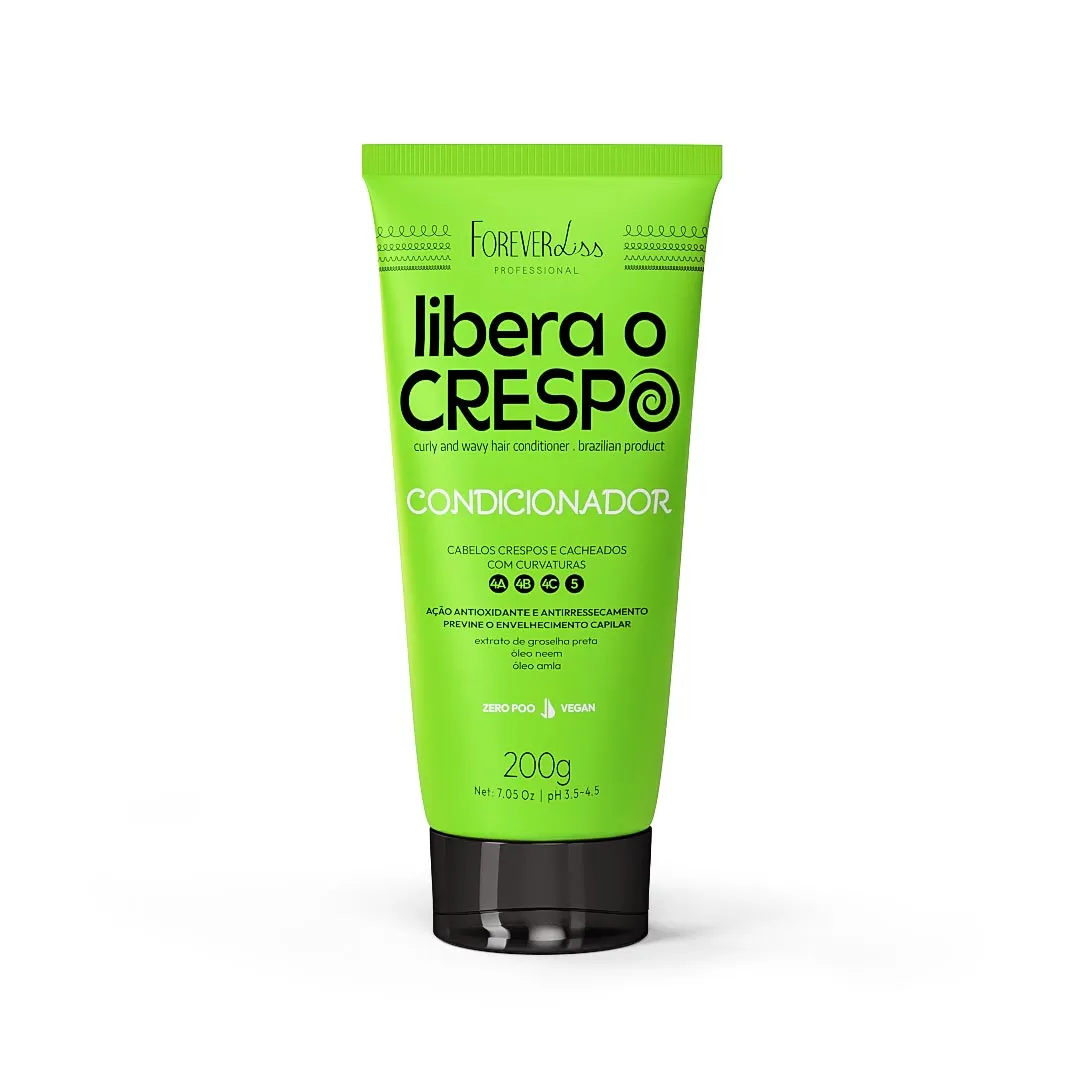 FOREVER Liss
PROFESSIONAL
libera o
CRESPO
curly and wavy hair conditioner . brazilian product
CONDICIONADOR
CABELOS CRESPOS E CACHEADOS
COM CURVATURAS
4A 4B 4C 5
AÇÃO ANTIOXIDANTE E ANTIRRESSECAMENTO
PREVINE O ENVELHECIMENTO CAPILAR
extrato de groselha preta
óleo neem
óleo amla
ZERO POO VEGAN
200g
Net: 7.05 Oz | pH 3.5-4.5